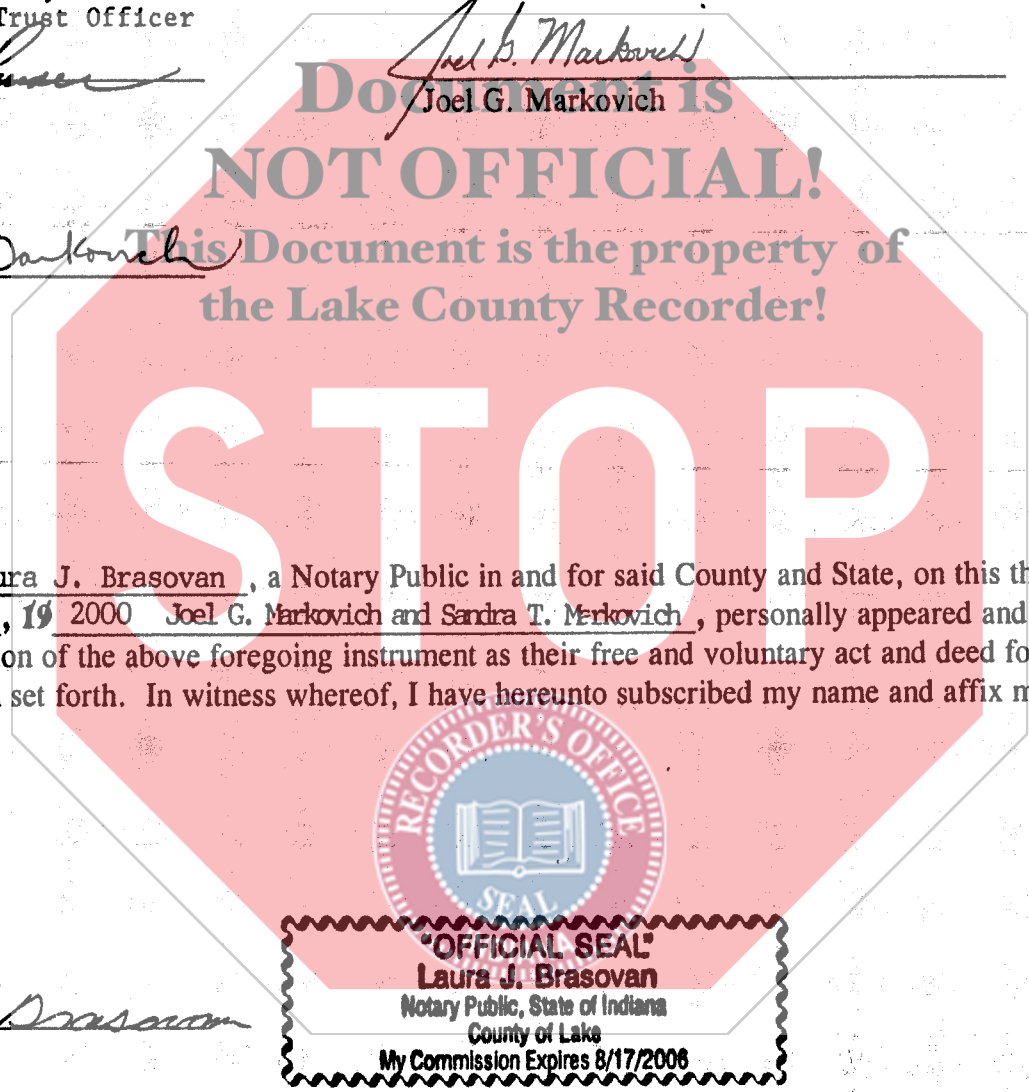 Trust Officer
Joel G. Markovich
Joel G. Markovich
Document is
NOT OFFICIAL!
This Document is the property of
the Lake County Recorder!
STOP
ura J. Brasovan , a Notary Public in and for said County and State, on this th
, 19 2000 Joel G. Markovich and Sandra T. Markovich , personally appeared and
on of the above foregoing instrument as their free and voluntary act and deed fo
set forth. In witness whereof, I have hereunto subscribed my name and affix m
RECORDER'S OFFICE
SEAL
"OFFICIAL SEAL"
Laura J. Brasovan
Notary Public, State of Indiana
County of Lake
My Commission Expires 8/17/2006
Brasovan